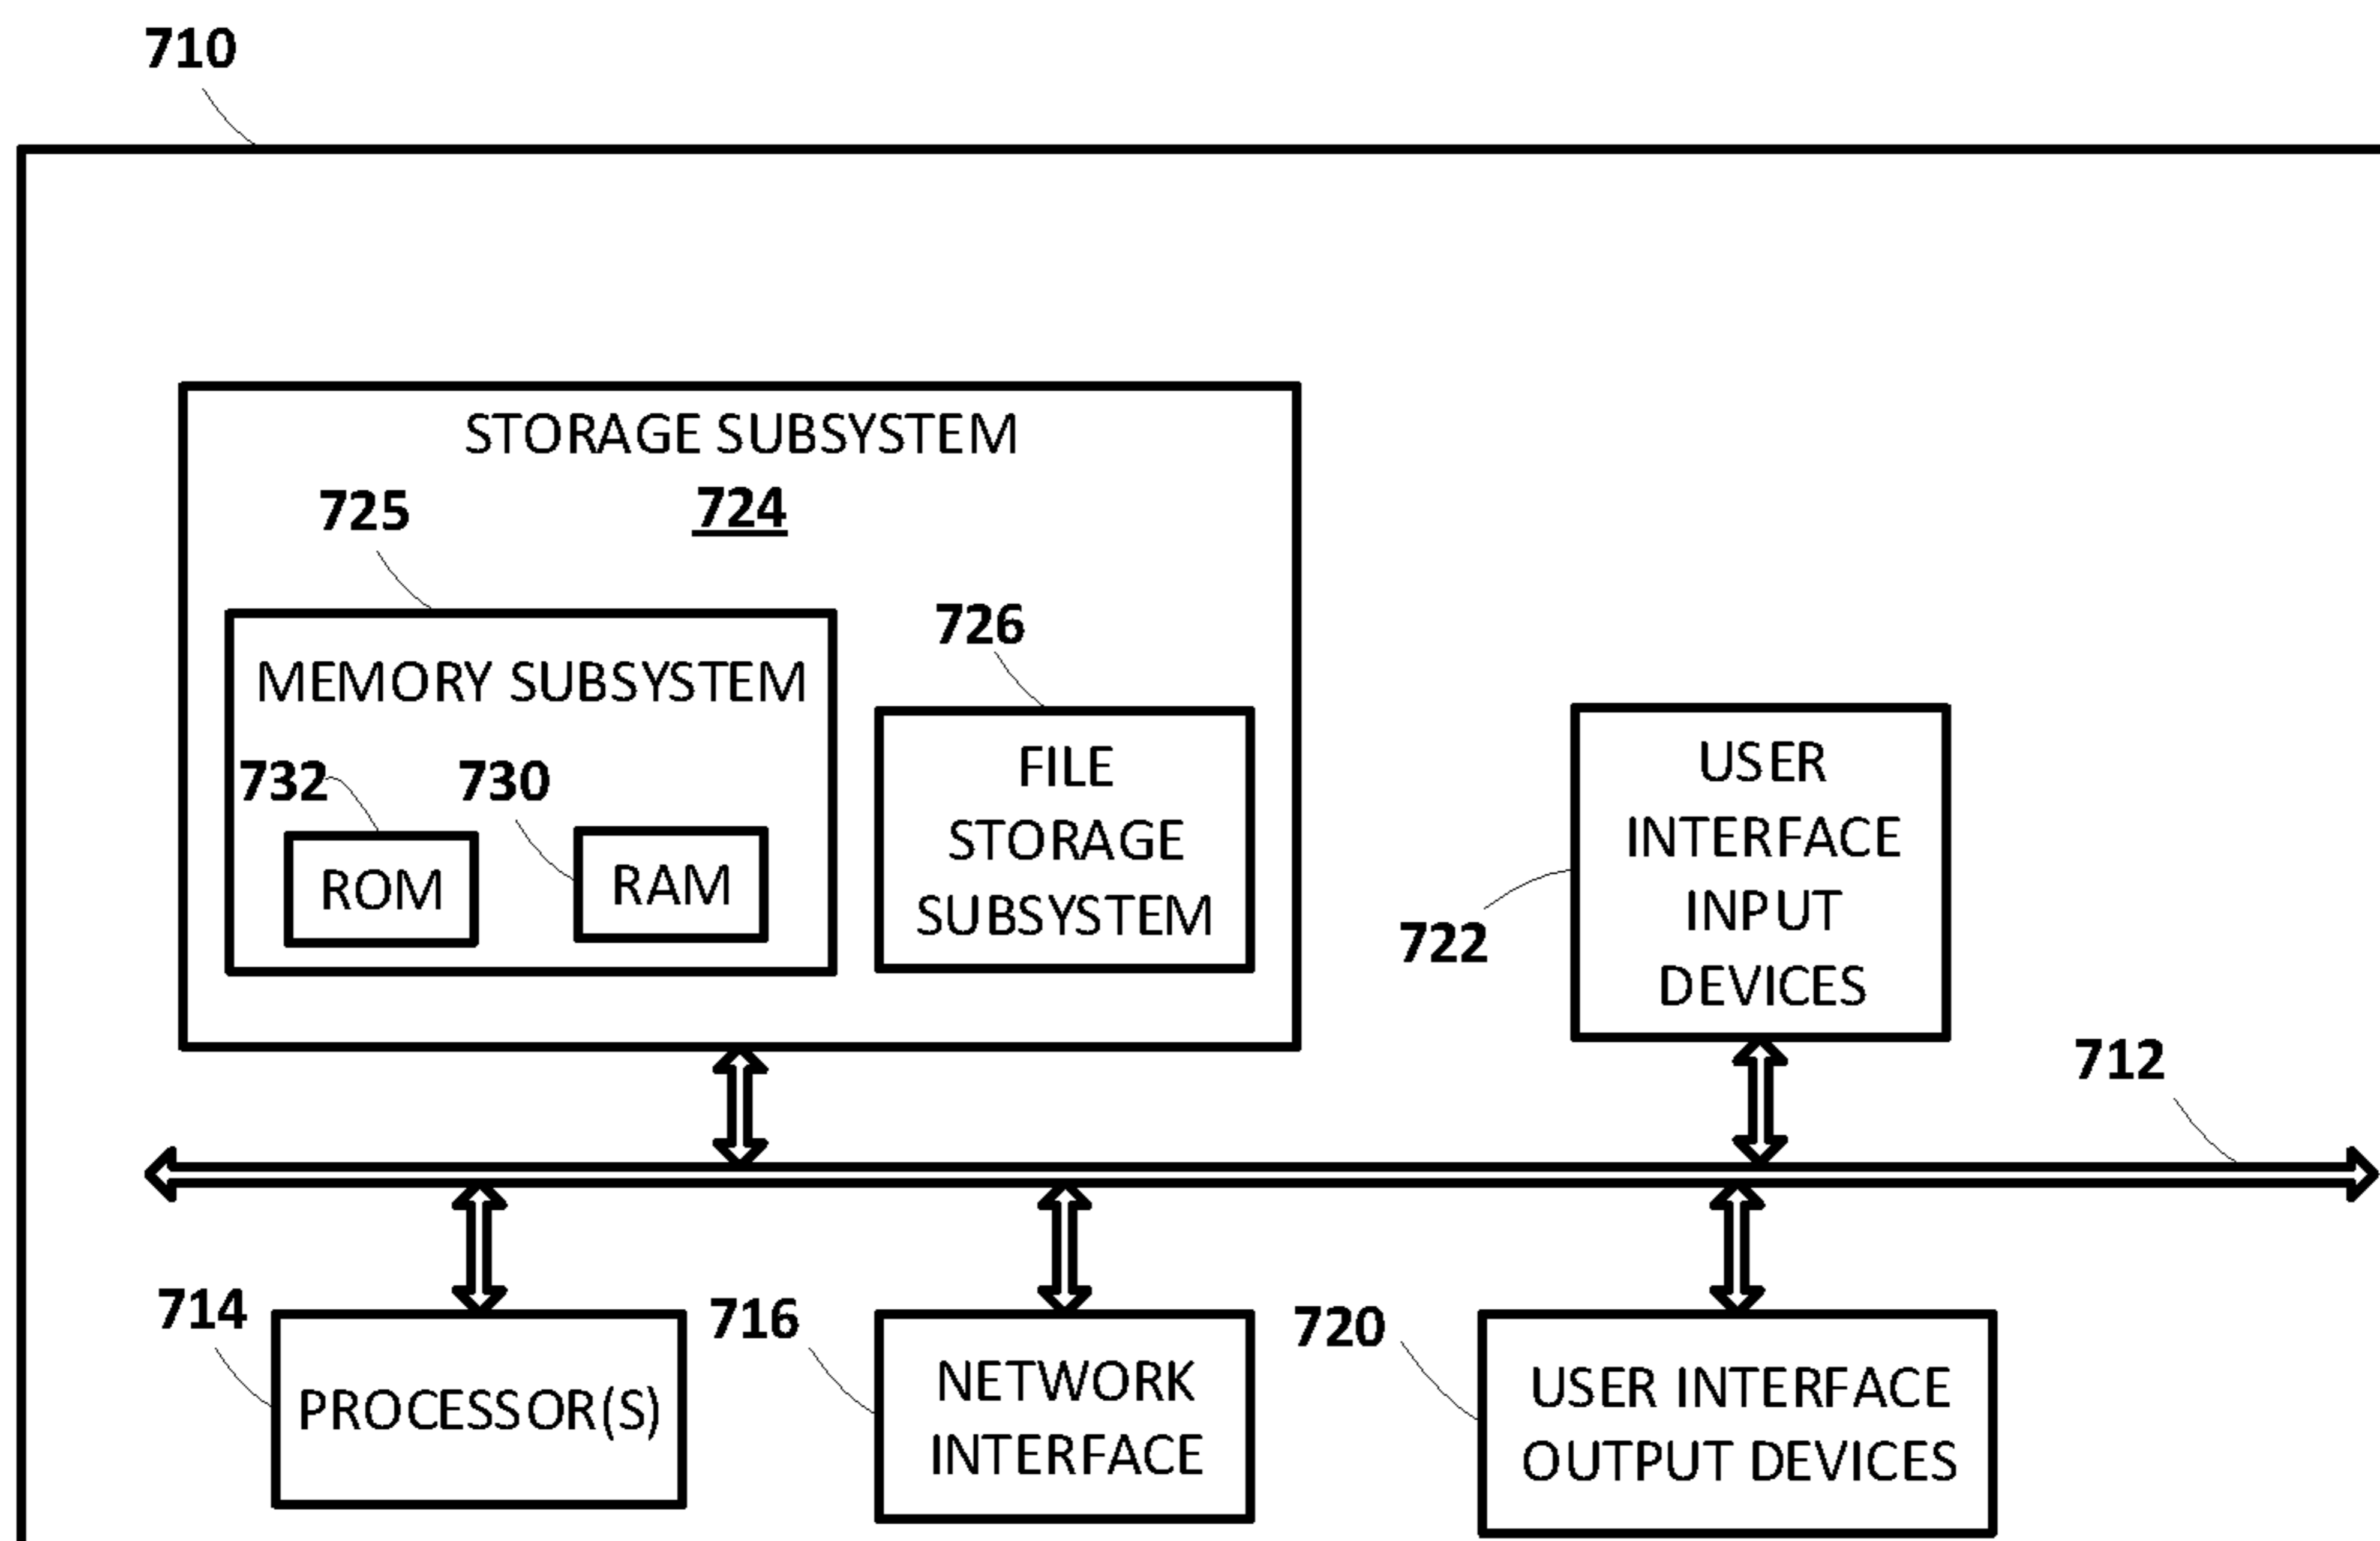 710
STORAGE SUBSYSTEM
724
725
726
MEMORY SUBSYSTEM
732
730
ROM
RAM
FILE
STORAGE
SUBSYSTEM
USER
INTERFACE
INPUT
DEVICES
722
712
714
PROCESSOR(S)
716
NETWORK
INTERFACE
720
USER INTERFACE
OUTPUT DEVICES